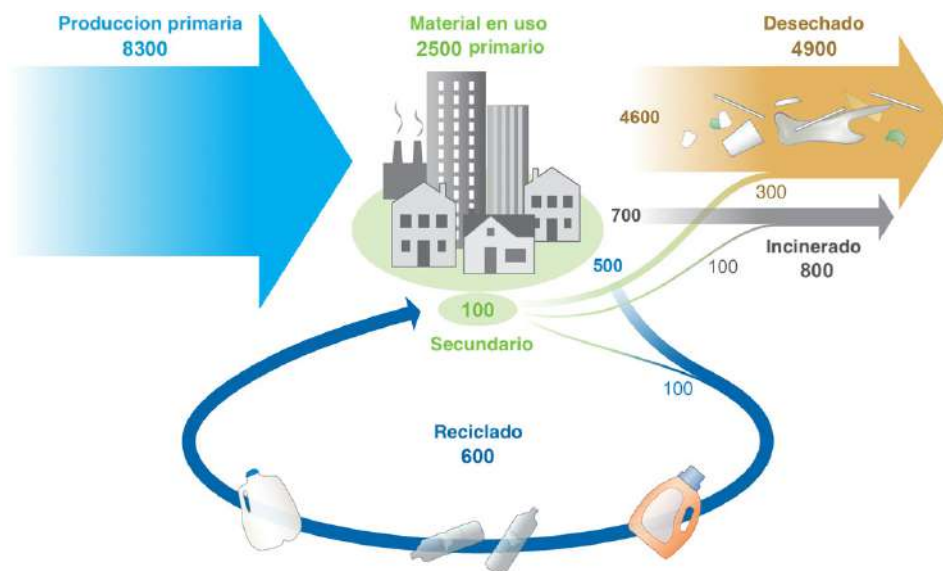 Produccion primaria
8300
Material en uso
2500 primario
Desechado
4900
4600
300
700
Incinerado
800
500
100
100
Secundario
100
Reciclado
600